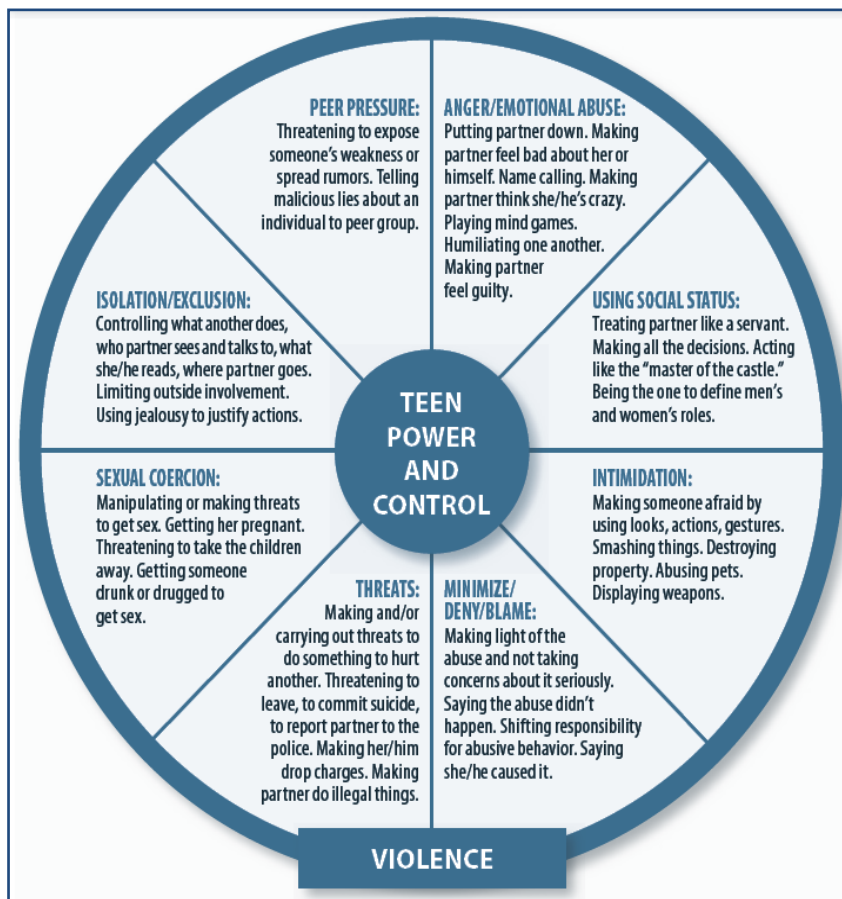 PEER PRESSURE:
Threatening to expose
someone's weakness or
spread rumors. Telling
malicious lies about an
individual to peer group.
ANGER/EMOTIONAL ABUSE:
Putting partner down. Making
partner feel bad about her or
himself. Name calling. Making
partner think she/he's crazy.
Playing mind games.
Humiliating one another.
Making partner
feel guilty.
ISOLATION/EXCLUSION:
Controlling what another does,
who partner sees and talks to, what
she/he reads, where partner goes.
Limiting outside involvement.
Using jealousy to justify actions.
USING SOCIAL STATUS:
Treating partner like a servant.
Making all the decisions. Acting
like the "master of the castle."
Being the one to define men's
and women's roles.
TEEN
POWER
AND
CONTROL
SEXUAL COERCION:
Manipulating or making threats
to get sex. Getting her pregnant.
Threatening to take the children
away. Getting someone
drunk or drugged to
get sex.
INTIMIDATION:
Making someone afraid by
using looks, actions, gestures.
Smashing things. Destroying
property. Abusing pets.
Displaying weapons.
THREATS:
Making and/or
carrying out threats to
do something to hurt
another. Threatening to
leave, to commit suicide,
to report partner to the
police. Making her/him
drop charges. Making
partner do illegal things.
MINIMIZE/
DENY/BLAME:
Making light of the
abuse and not taking
concerns about it seriously.
Saying the abuse didn't
happen. Shifting responsibility
for abusive behavior. Saying
she/he caused it.
VIOLENCE